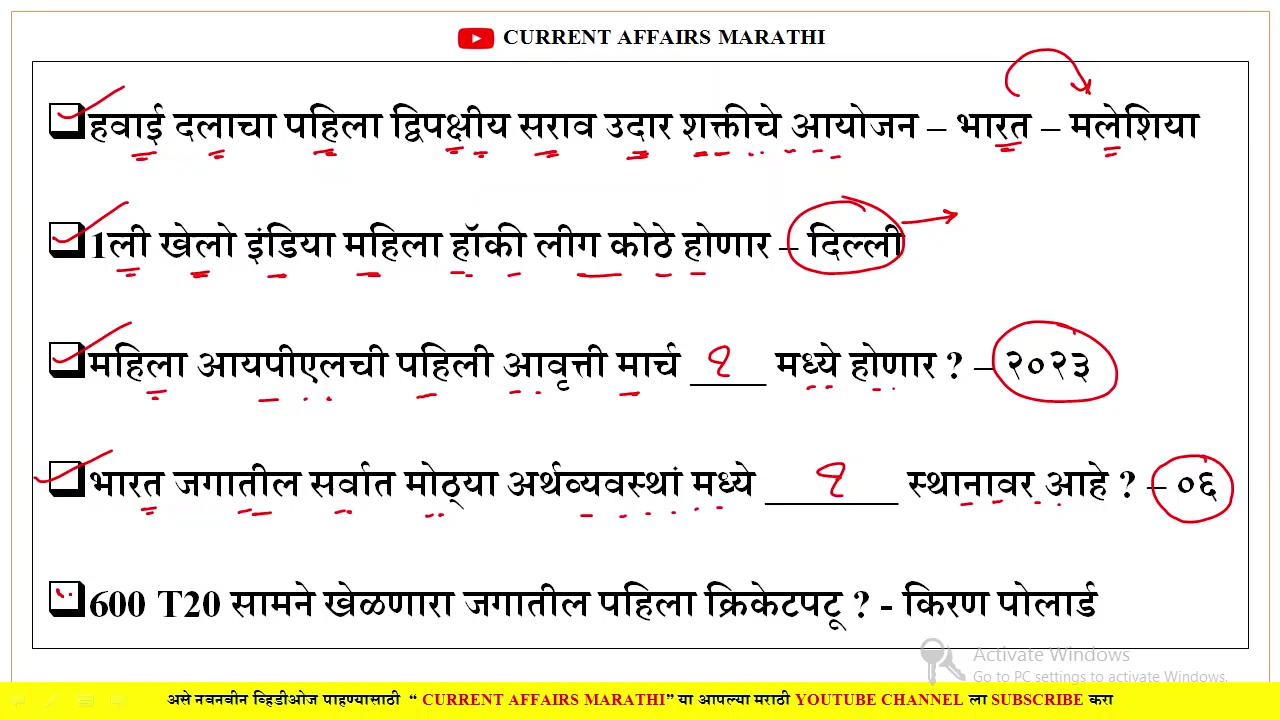 CURRENT AFFAIRS MARATHI
हवाई दलाचा पहिला द्विपक्षीय सराव उदार शक्तीचे आयोजन – भारत – मलेशिया
1ली खेलो इंडिया महिला हॉकी लीग कोठे होणार – दिल्ली
महिला आयपीएलची पहिली आवृत्ती मार्च ____ मध्ये होणार ? – २०२३
भारत जगातील सर्वात मोठ्या अर्थव्यवस्थां मध्ये _______ स्थानावर आहे ? – ०६
600 T20 सामने खेळणारा जगातील पहिला क्रिकेटपटू ? - किरण पोलार्ड
Activate Windows
Go to PC settings to activate Windows.
असे नवनवीन व्हिडीओज पाहण्यासाठी “ CURRENT AFFAIRS MARATHI” या आपल्या मराठी YOUTUBE CHANNEL ला SUBSCRIBE करा